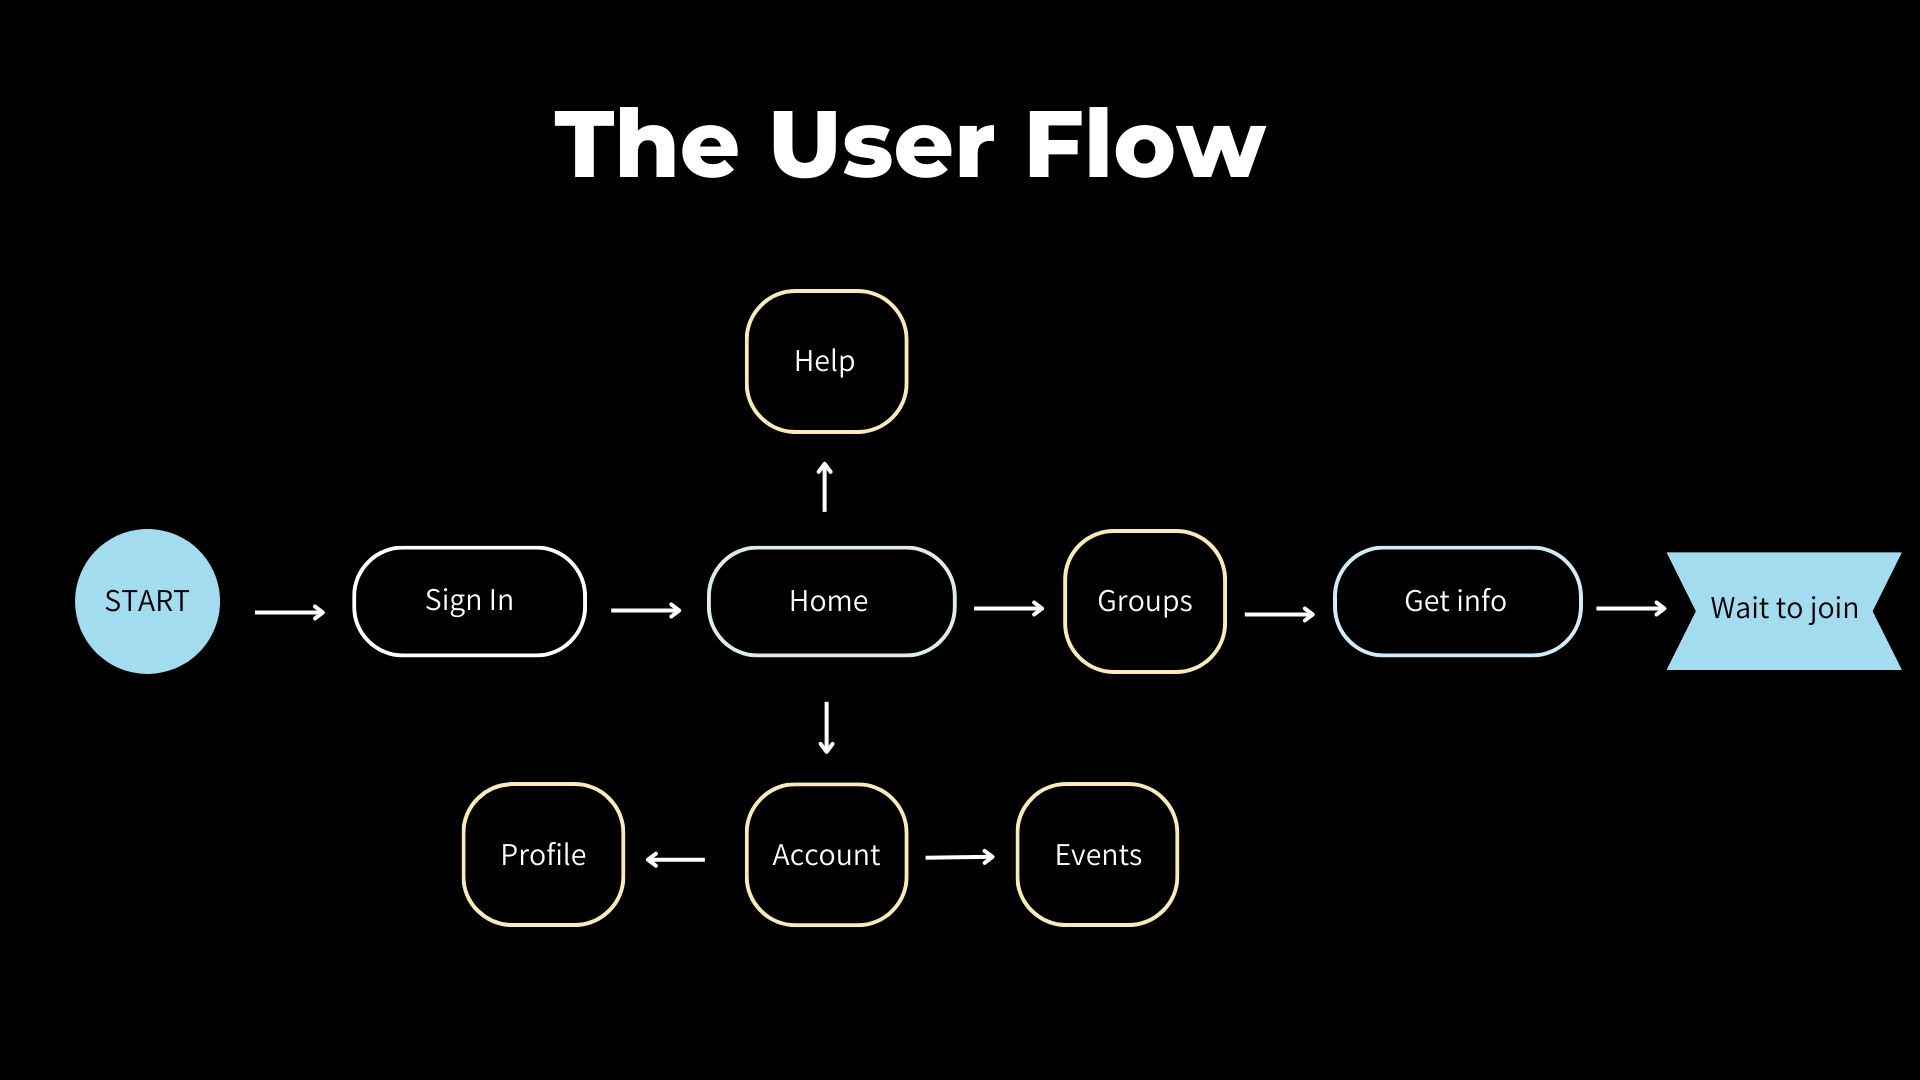 The User Flow
Help
START
Sign In
Home
Groups
Get info
Wait to join
Profile
Account
Events